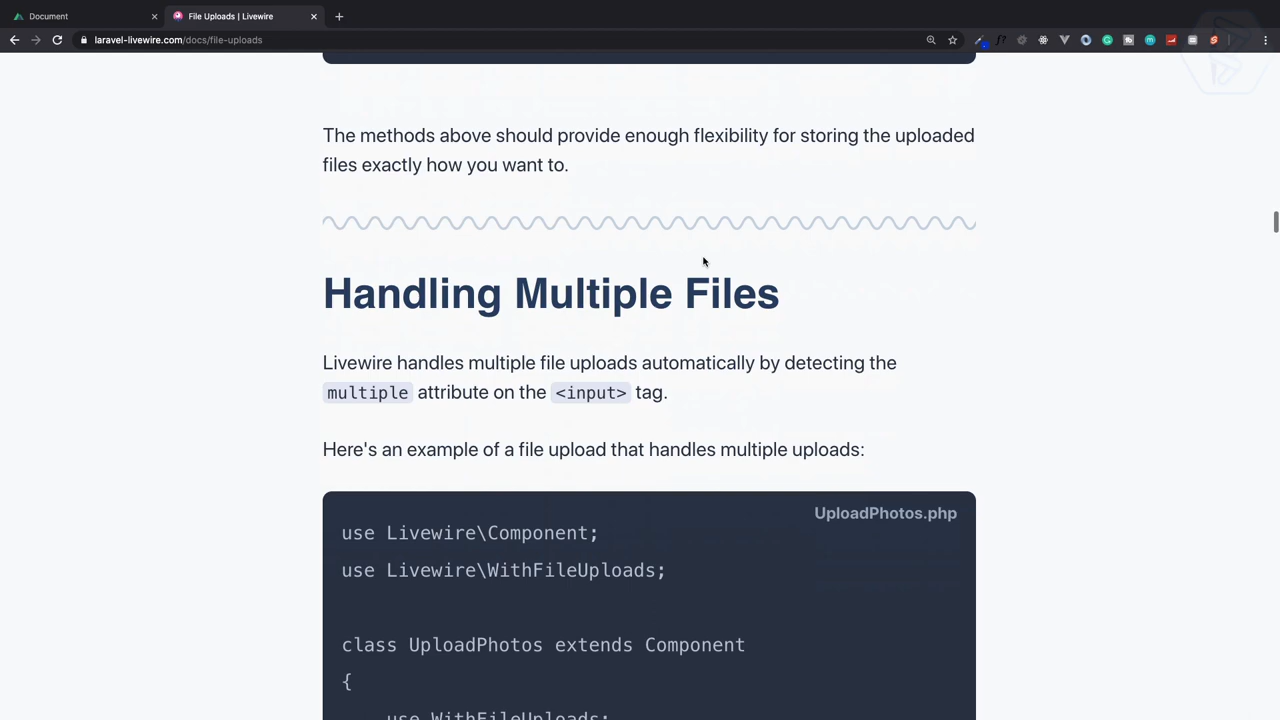 Document
File Uploads | Livewire
laravel-livewire.com/docs/file-uploads
The methods above should provide enough flexibility for storing the uploaded
files exactly how you want to.
Handling Multiple Files
Livewire handles multiple file uploads automatically by detecting the
multiple attribute on the <input> tag.
Here's an example of a file upload that handles multiple uploads:
UploadPhotos.php
use Livewire\Component;
use Livewire\WithFileUploads;
class UploadPhotos extends Component
{
use WithFileUploads;